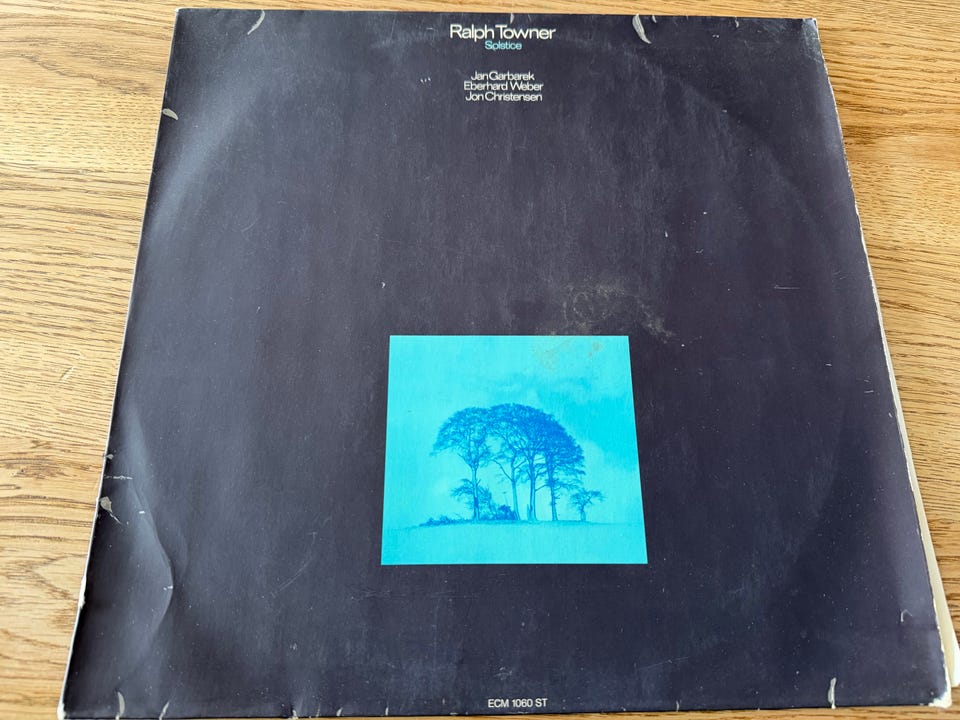 Ralph Towner
Solstice
Jan Garbarek
Eberhard Weber
Jon Christensen
ECM 1060 ST